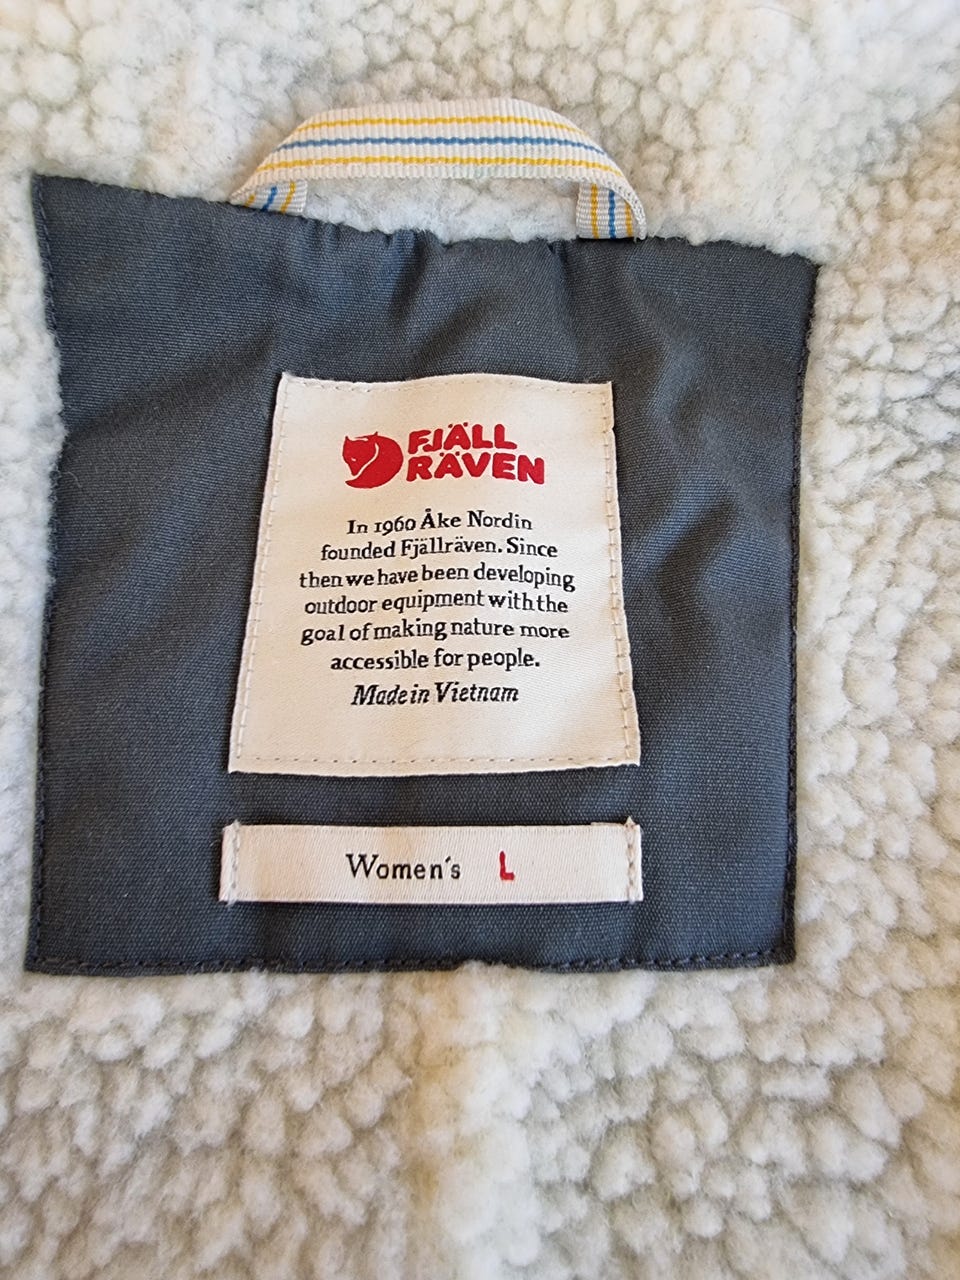 FJÄLL
RÄVEN
In 1960 Åke Nordin
founded Fjällräven. Since
then we have been developing
outdoor equipment with the
goal of making nature more
accessible for people.
Made in Vietnam
Women's L